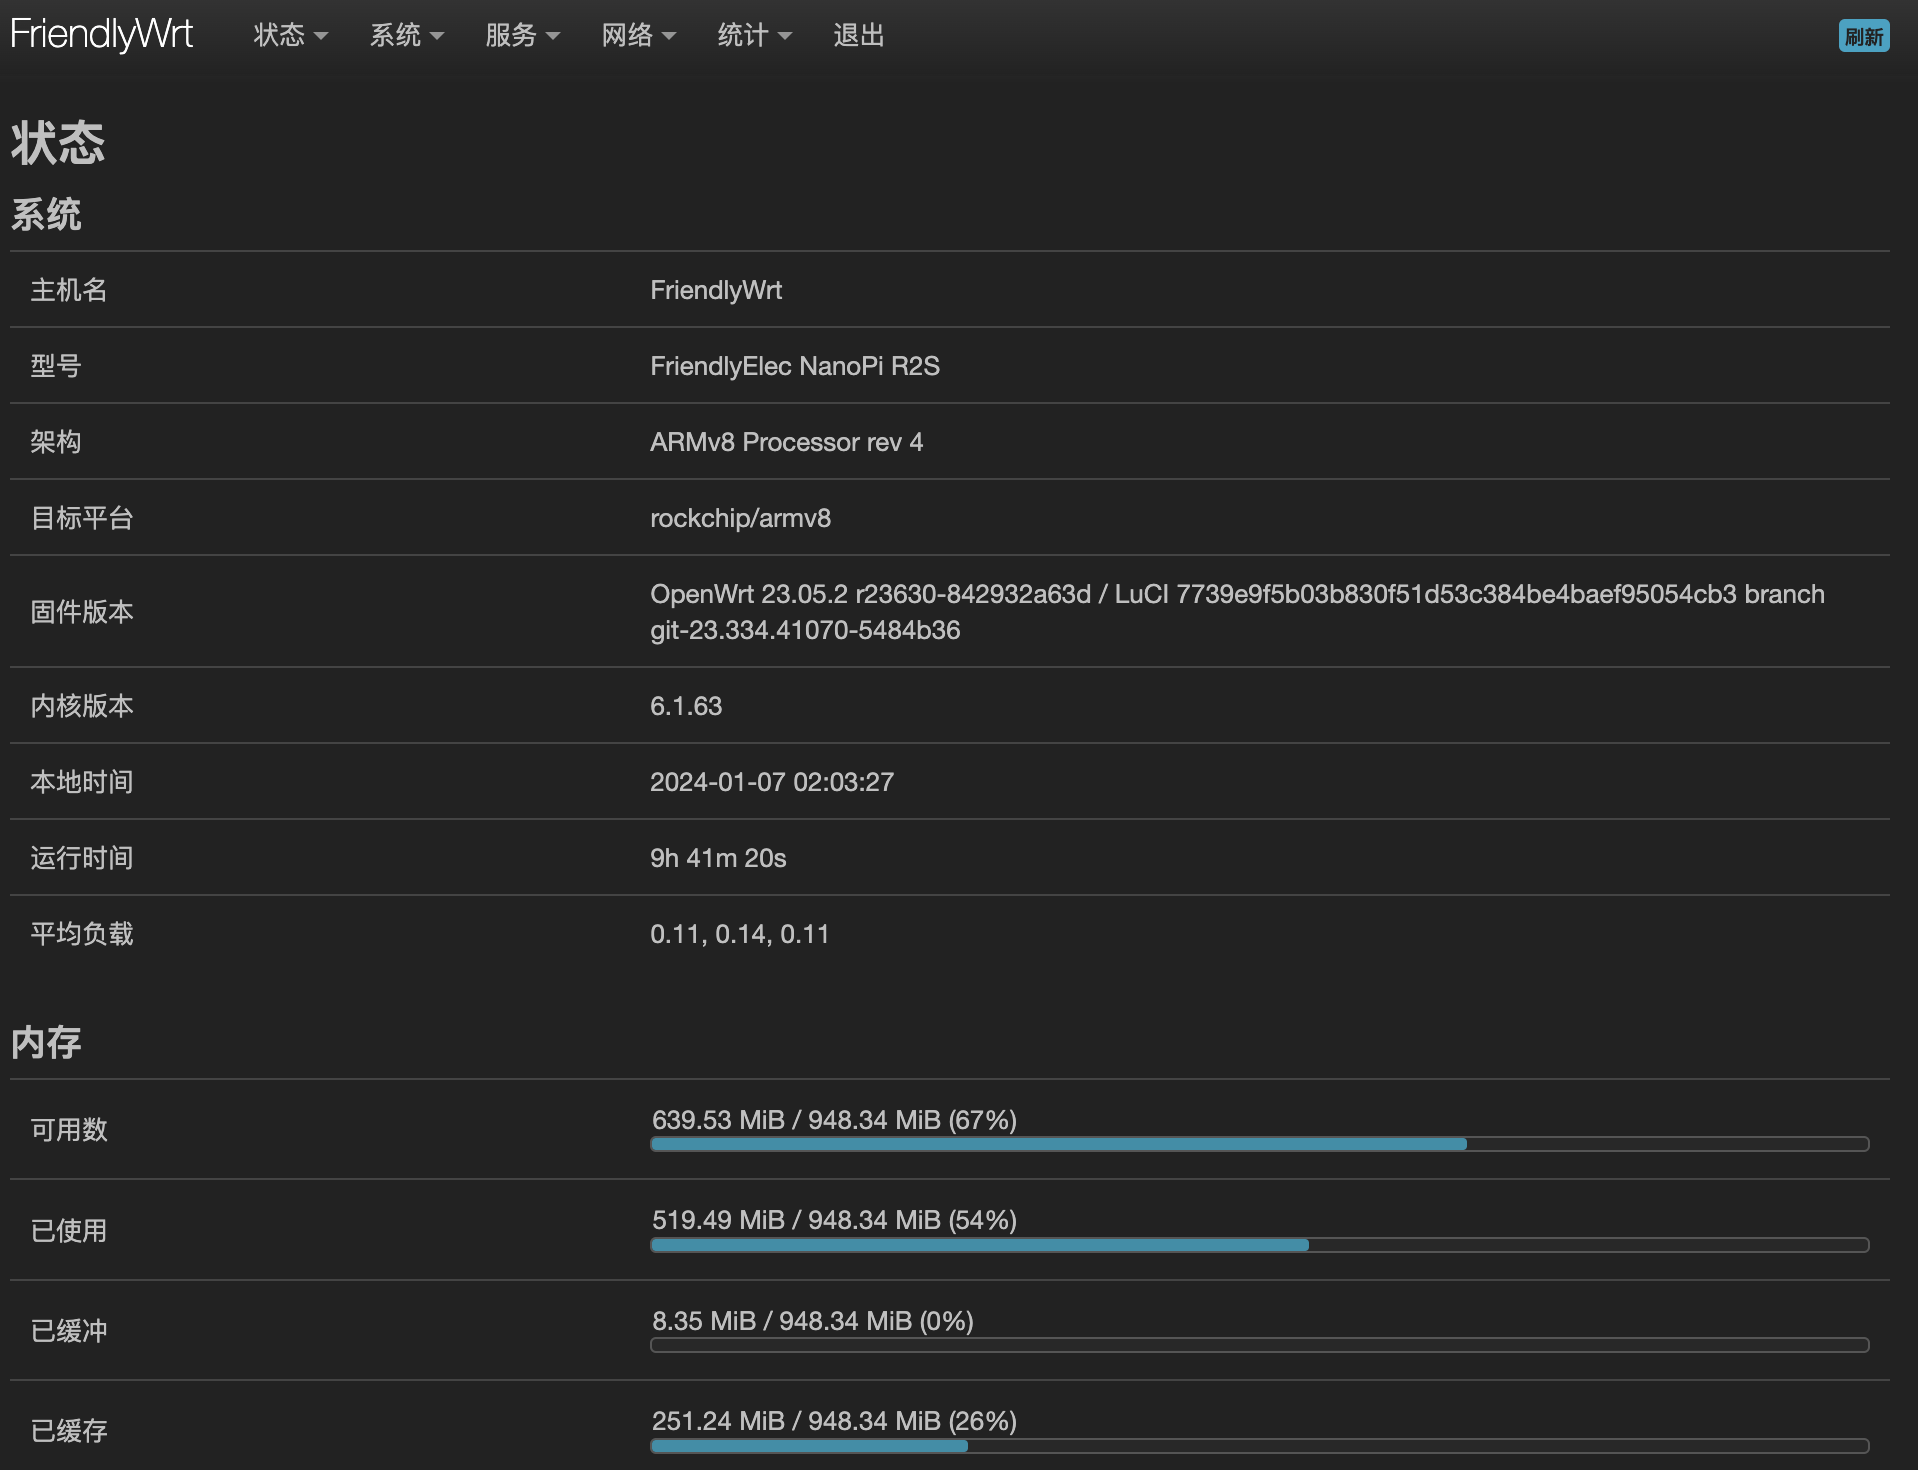 FriendlyWrt 状态 系统 服务 网络 统计 退出 刷新
状态
系统
主机名 FriendlyWrt
型号 FriendlyElec NanoPi R2S
架构 ARMv8 Processor rev 4
目标平台 rockchip/armv8
固件版本 OpenWrt 23.05.2 r23630-842932a63d / LuCI 7739e9f5b03b830f51d53c384be4baef95054cb3 branch
git-23.334.41070-5484b36
内核版本 6.1.63
本地时间 2024-01-07 02:03:27
运行时间 9h 41m 20s
平均负载 0.11, 0.14, 0.11
内存
可用数 639.53 MiB / 948.34 MiB (67%)
已使用 519.49 MiB / 948.34 MiB (54%)
已缓冲 8.35 MiB / 948.34 MiB (0%)
已缓存 251.24 MiB / 948.34 MiB (26%)